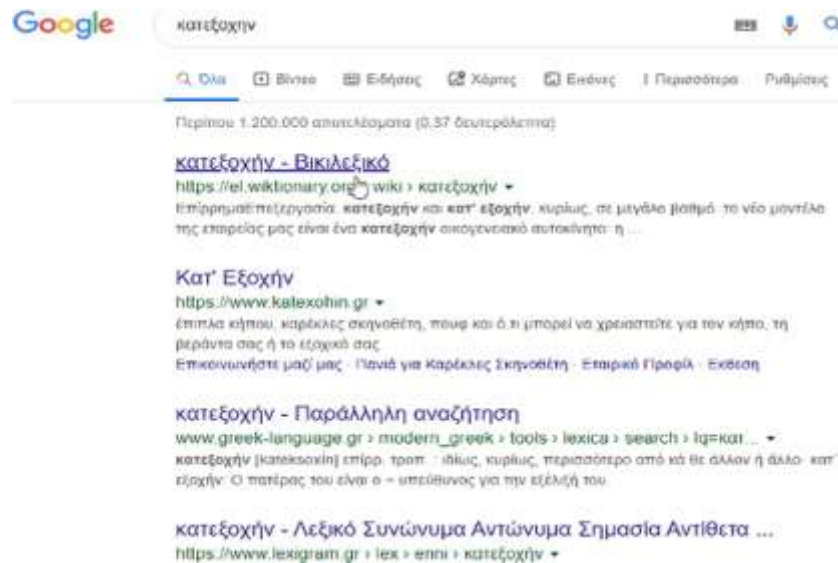 Google κατεξοχην
Όλα Βίντεο Ειδήσεις Χάρτες Εικόνες Περισσότερα Ρυθμίσεις
Περίπου 1.200.000 αποτελέσματα (0,37 δευτερόλεπτα)
κατεξοχήν - Βικιλεξικό
https://el.wiktionary.org › wiki › κατεξοχήν
ΕπίρρημαΕπεξεργασία. κατεξοχήν και κατ' εξοχήν. κυρίως, σε μεγάλο βαθμό. το νέο μοντέλο
της εταιρείας μας είναι ένα κατεξοχήν οικογενειακό αυτοκίνητο· η ...
Κατ' Εξοχήν
https://www.katexohin.gr
έπιπλα κήπου, καρέκλες σκηνοθέτη, πουφ και ό,τι μπορεί να χρειαστείτε για τον κήπο, τη
βεράντα σας ή το εξοχικό σας.
Επικοινωνήστε μαζί μας · Πανιά για Καρέκλες Σκηνοθέτη · Εταιρικό Προφίλ · Έκθεση
κατεξοχήν - Παράλληλη αναζήτηση
www.greek-language.gr › modern_greek › tools › lexica › search › lq=κατ...
κατεξοχήν [kateksoxín] επίρρ. τροπ. : ιδίως, κυρίως, περισσότερο από κά θε άλλον ή άλλο· κατ'
εξοχήν: Ο πατέρας του είναι ο ~ υπεύθυνος για την εξέλιξή του.
κατεξοχήν - Λεξικό Συνώνυμα Αντώνυμα Σημασία Αντίθετα ...
https://www.lexigram.gr › lex › enni › κατεξοχήν